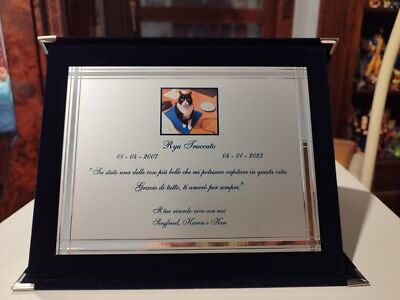 Ryu Truccato
01 - 04 - 2007 04 - 01 - 2023
"Sei stato una delle cose più belle che mi potessero capitare in questa vita.
Grazie di tutto, ti amerò per sempre."
Il tuo ricordo vive con noi
Siegfried, Karen e Ken